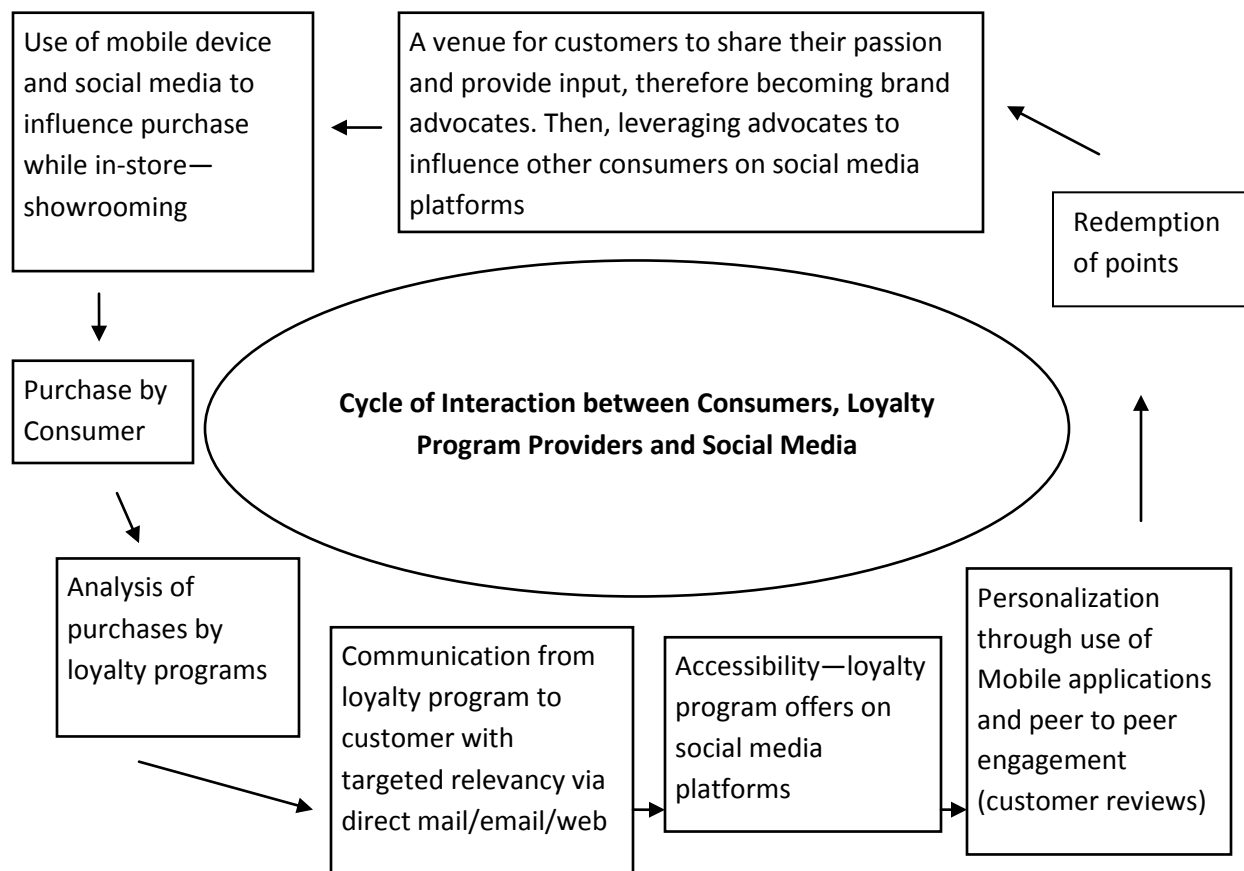 Use of mobile device
and social media to
influence purchase
while in-store—
showrooming
A venue for customers to share their passion
and provide input, therefore becoming brand
advocates. Then, leveraging advocates to
influence other consumers on social media
platforms
Redemption
of points
Cycle of Interaction between Consumers, Loyalty
Program Providers and Social Media
Purchase by
Consumer
Analysis of
purchases by
loyalty programs
Communication from
loyalty program to
customer with
targeted relevancy via
direct mail/email/web
Accessibility—loyalty
program offers on
social media
platforms
Personalization
through use of
Mobile applications
and peer to peer
engagement
(customer reviews)